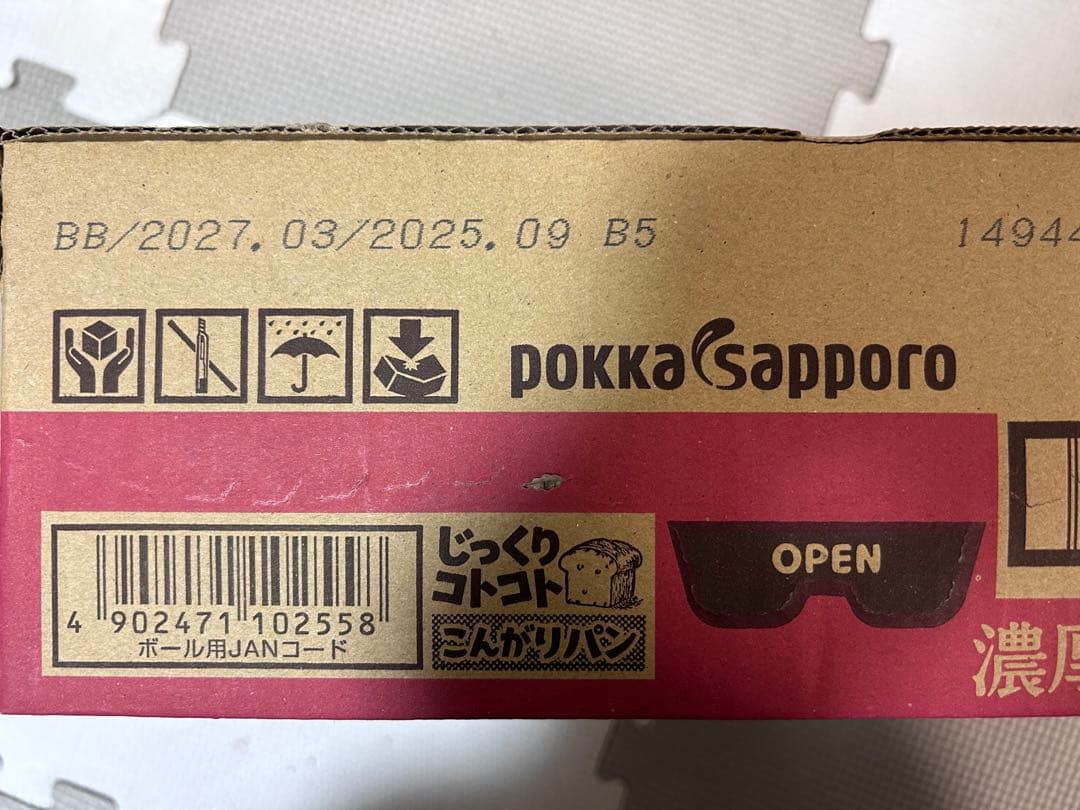 BB/2027.03/2025.09 B5
14944
pokka sapporo
じっくり
コトコト
こんがりパン
OPEN
4 902471 102558
ボール用JANコード
濃厚